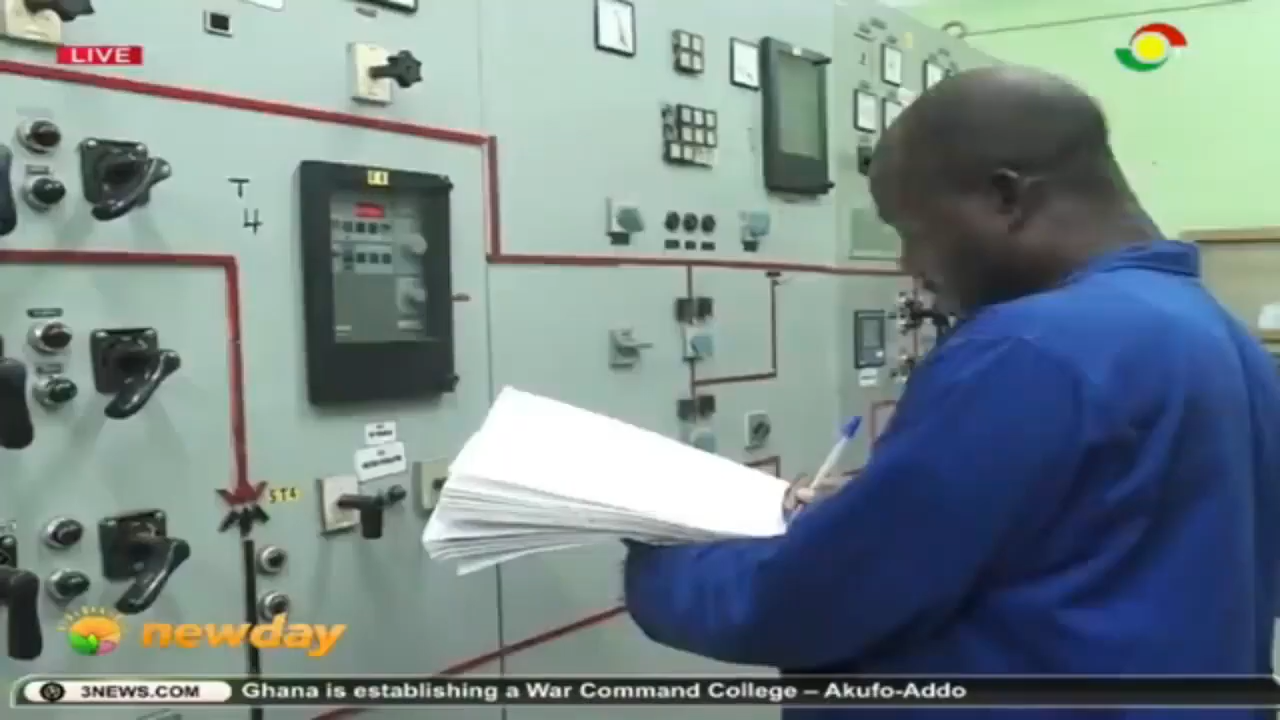 LIVE
T
4
ST4
newday
3NEWS.COM
Ghana is establishing a War Command College – Akufo-Addo